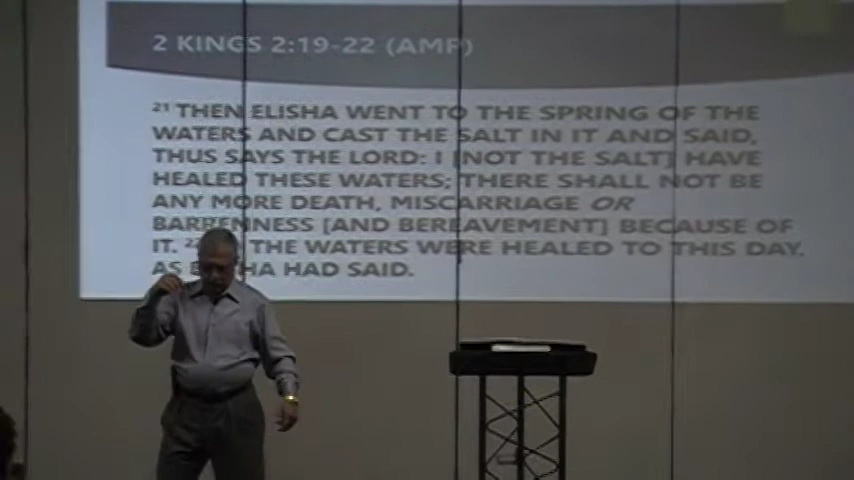 2 KINGS 2:19-22 (AMP)
21 THEN ELISHA WENT TO THE SPRING OF THE
WATERS AND CAST THE SALT IN IT AND SAID,
THUS SAYS THE LORD: I [NOT THE SALT] HAVE
HEALED THESE WATERS; THERE SHALL NOT BE
ANY MORE DEATH, MISCARRIAGE OR
BARRENNESS [AND BEREAVEMENT] BECAUSE OF
IT. THE WATERS WERE HEALED TO THIS DAY.
AS HAD SAID.